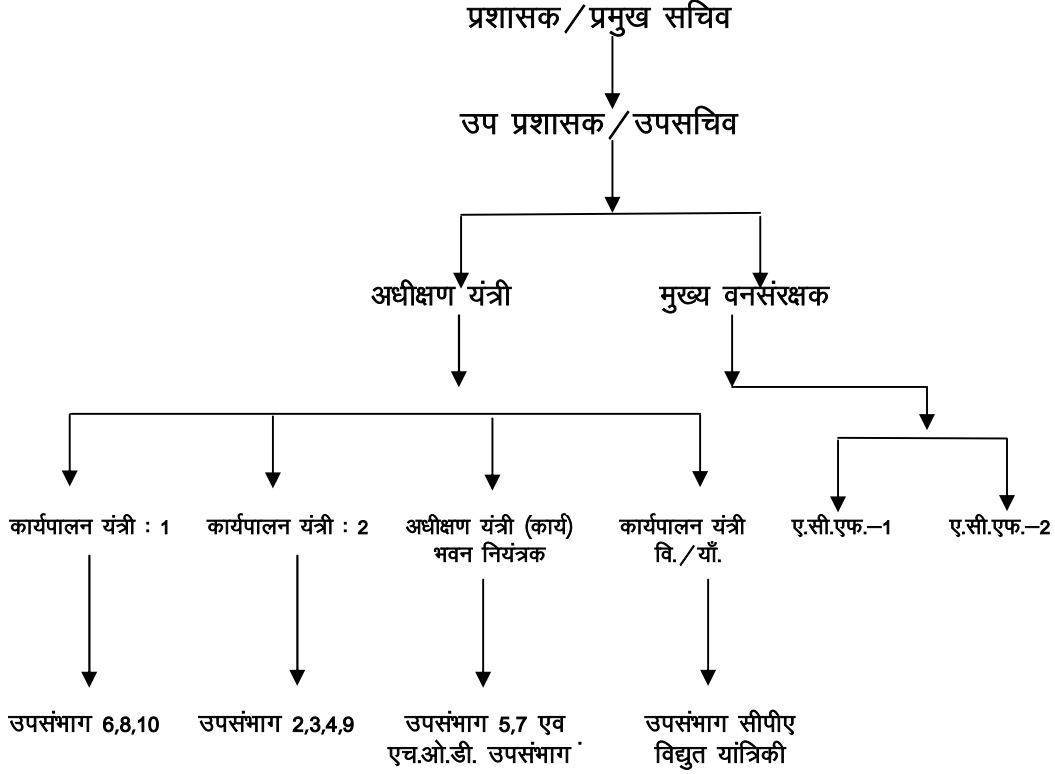 प्रशासक/प्रमुख सचिव
उप प्रशासक/उपसचिव
अधीक्षण यंत्री
मुख्य वनसंरक्षक
कार्यपालन यंत्री : 1
कार्यपालन यंत्री : 2
अधीक्षण यंत्री (कार्य)
भवन नियंत्रक
कार्यपालन यंत्री
वि./याँ.
ए.सी.एफ.–1
ए.सी.एफ.–2
उपसंभाग 6,8,10
उपसंभाग 2,3,4,9
उपसंभाग 5,7 एव
एच.ओ.डी. उपसंभाग
उपसंभाग सीपीए
विद्युत यांत्रिकी